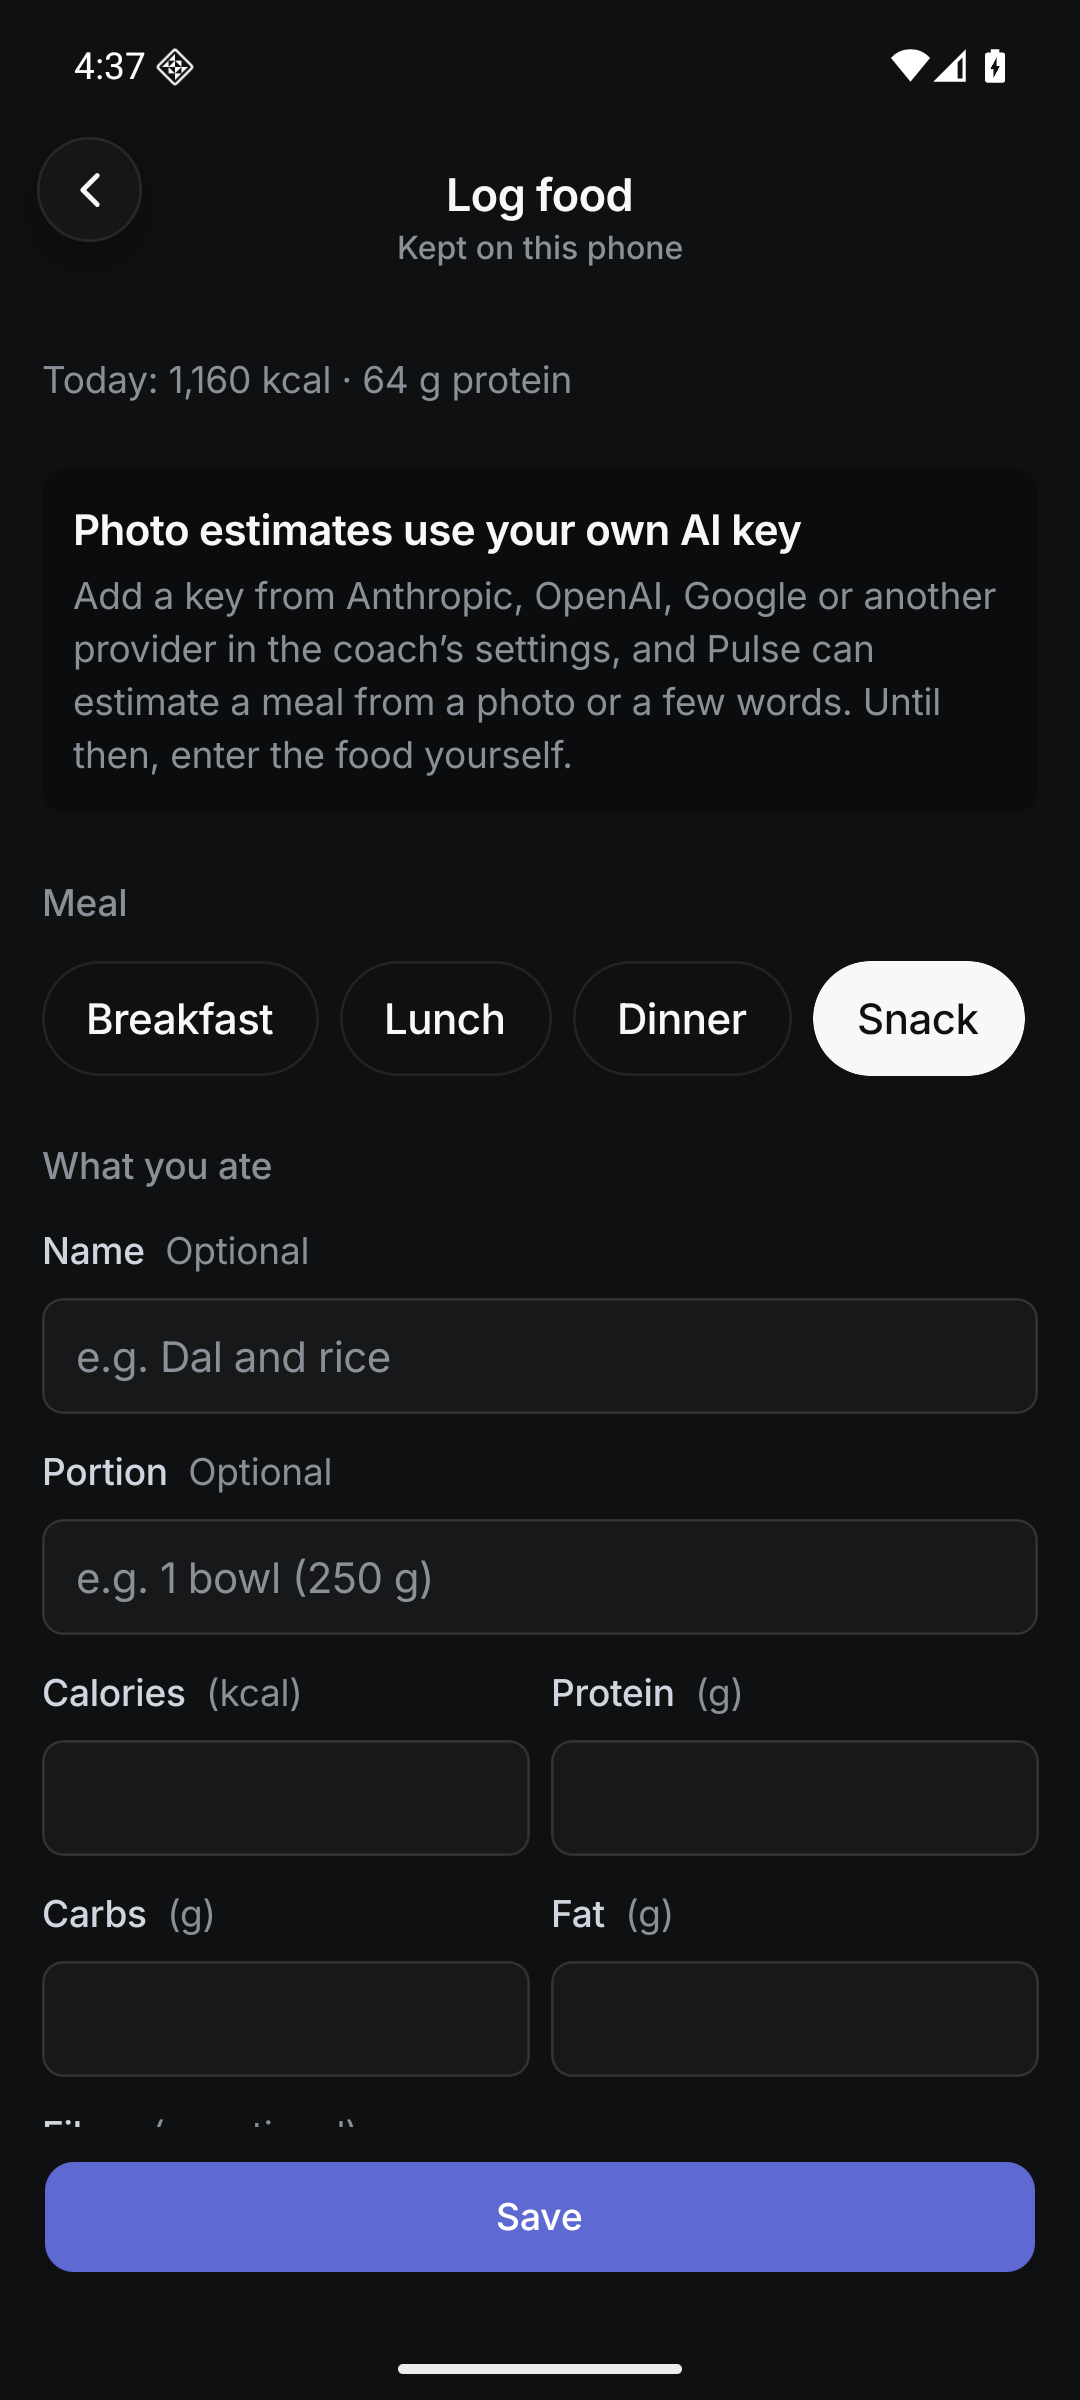 4:37
Log food
Kept on this phone
Today: 1,160 kcal · 64 g protein
Photo estimates use your own AI key
Add a key from Anthropic, OpenAI, Google or another
provider in the coach’s settings, and Pulse can
estimate a meal from a photo or a few words. Until
then, enter the food yourself.
Meal
Breakfast Lunch Dinner Snack
What you ate
Name Optional
e.g. Dal and rice
Portion Optional
e.g. 1 bowl (250 g)
Calories (kcal) Protein (g)
Carbs (g) Fat (g)
Save